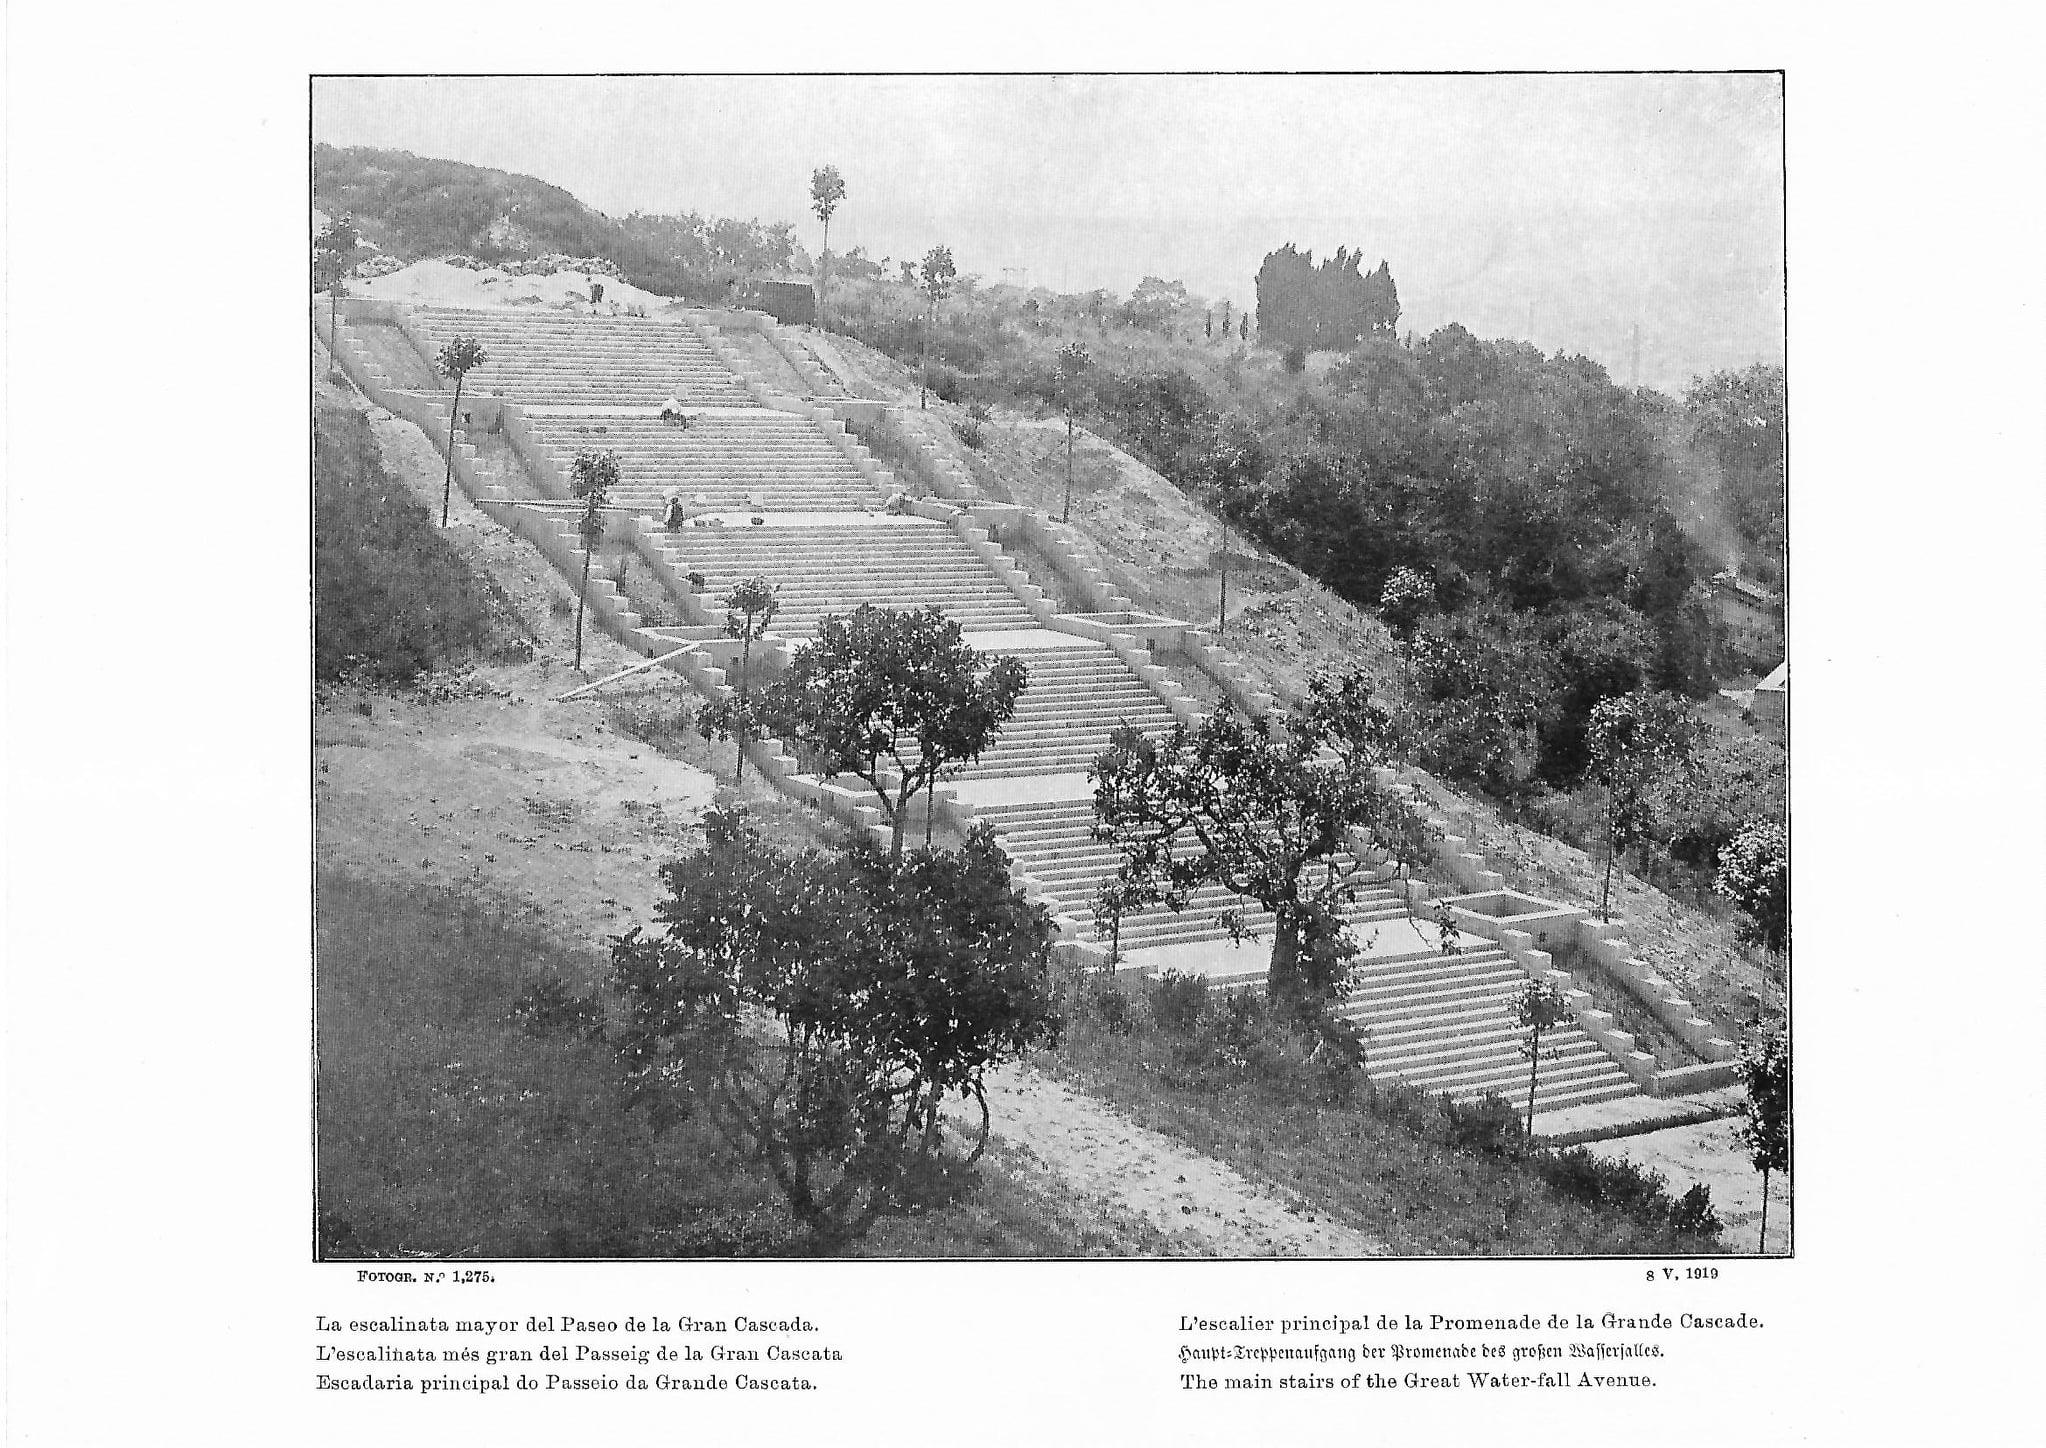 FOTOGR. N.º 1,275.
8 V, 1919
La escalinata mayor del Paseo de la Gran Cascada.
L'escalinata més gran del Passeig de la Gran Cascata
Escadaria principal do Passeio da Grande Cascata.
L'escalier principal de la Promenade de la Grande Cascade.
Haupt-Treppenaufgang der Promenade des großen Wasserfalles.
The main stairs of the Great Water-fall Avenue.